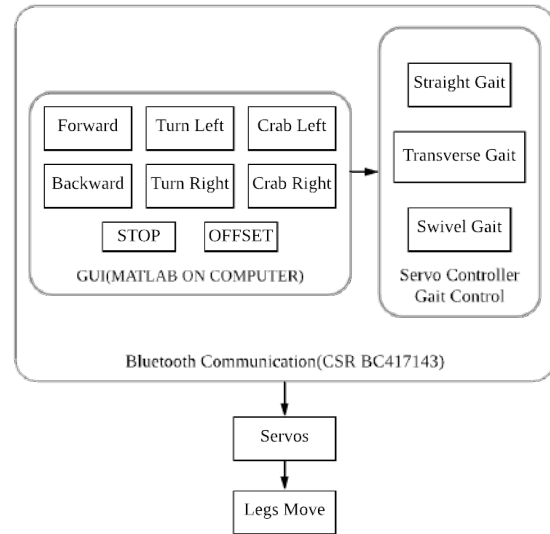 Forward
Turn Left
Crab Left
Backward
Turn Right
Crab Right
STOP
OFFSET
GUI(MATLAB ON COMPUTER)
Straight Gait
Transverse Gait
Swivel Gait
Servo Controller
Gait Control
Bluetooth Communication(CSR BC417143)
Servos
Legs Move